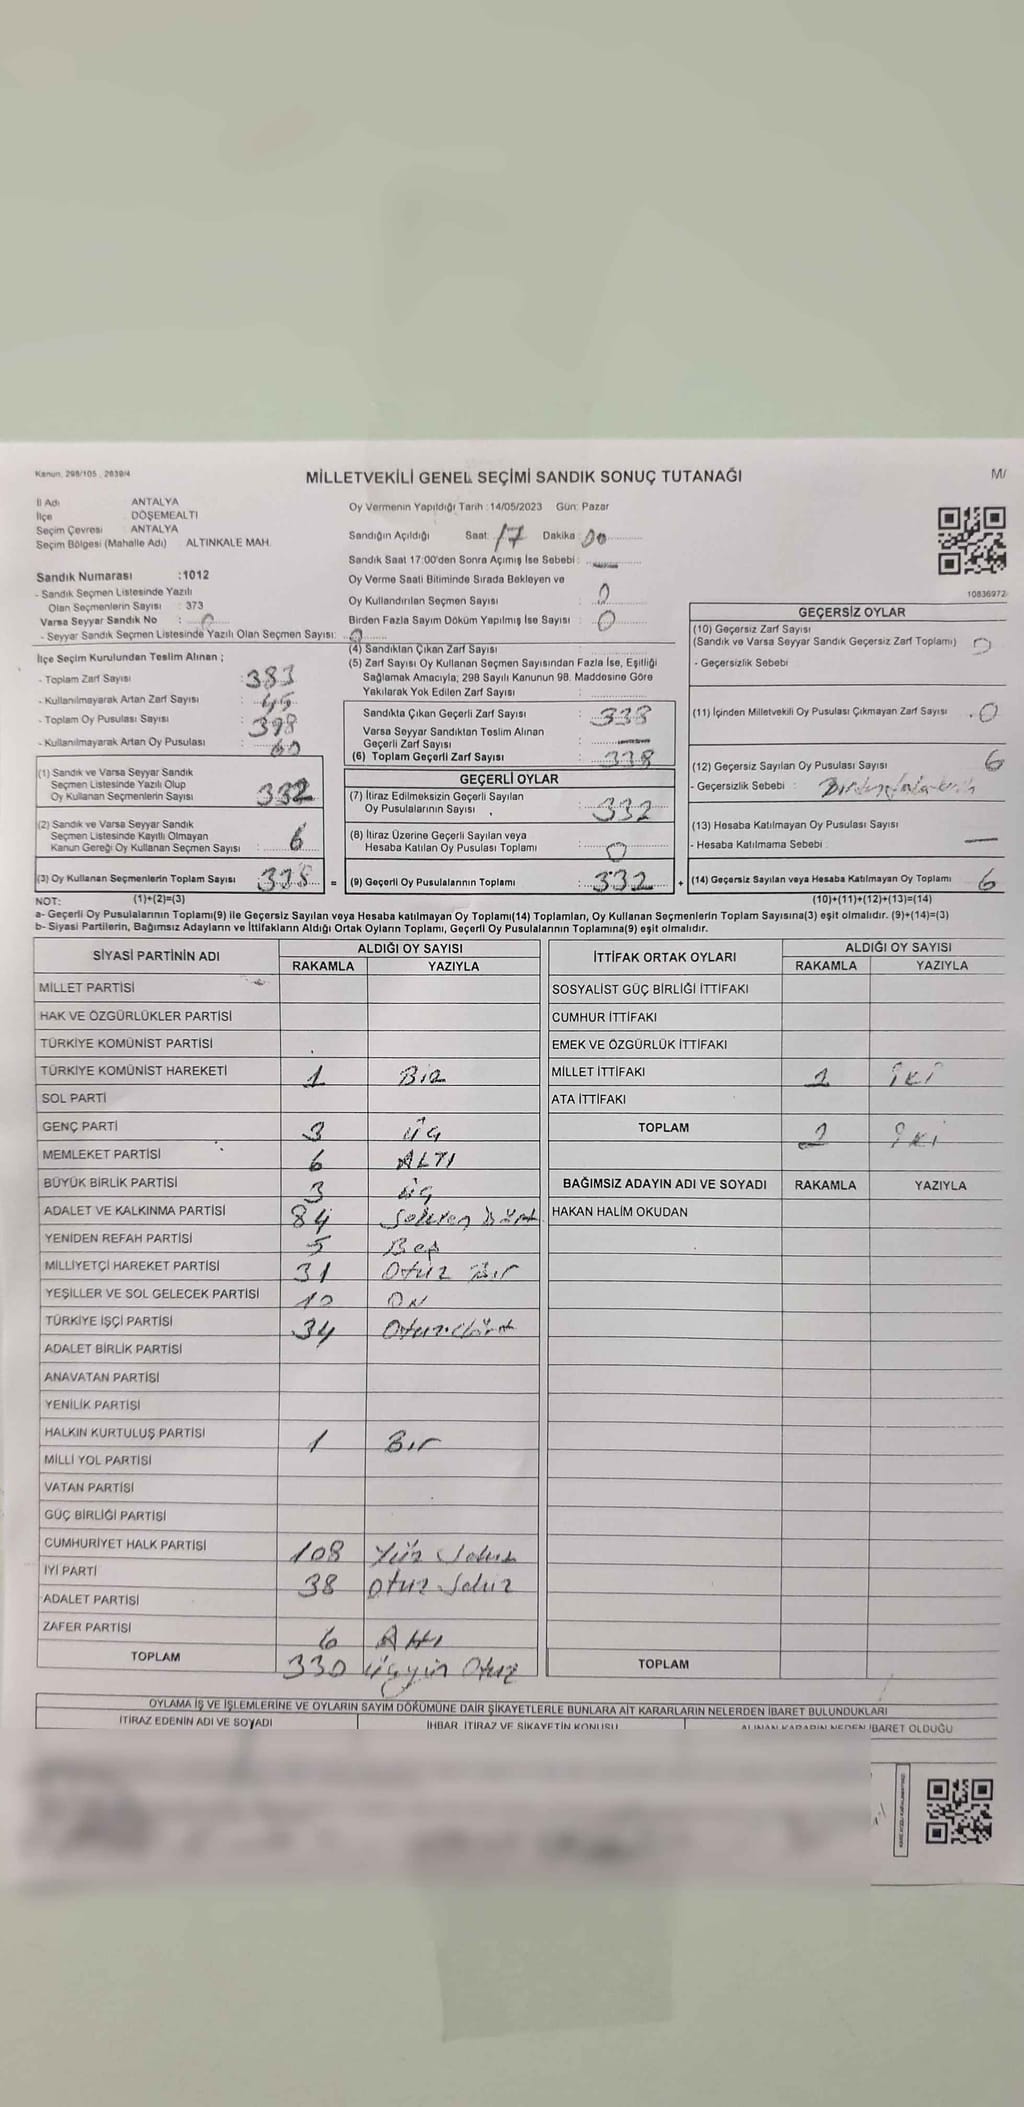 Kanun: 298/105, 2839/4
MİLLETVEKİLİ GENEL SEÇİMİ SANDIK SONUÇ TUTANAĞI
M/
İl Adı ANTALYA
İlçe DÖŞEMEALTI
Seçim Çevresi ANTALYA
Seçim Bölgesi (Mahalle Adı) ALTINKALE MAH.
Sandık Numarası :1012
- Sandık Seçmen Listesinde Yazılı
Olan Seçmenlerin Sayısı : 373
Varsa Seyyar Sandık No : 0
- Seyyar Sandık Seçmen Listesinde Yazılı Olan Seçmen Sayısı: 0
İlçe Seçim Kurulundan Teslim Alınan ;
- Toplam Zarf Sayısı : 383
- Kullanılmayarak Artan Zarf Sayısı : 45
- Toplam Oy Pusulası Sayısı : 398
- Kullanılmayarak Artan Oy Pusulası : 60
(1) Sandık ve Varsa Seyyar Sandık
Seçmen Listesinde Yazılı Olup
Oy Kullanan Seçmenlerin Sayısı 332
(2) Sandık ve Varsa Seyyar Sandık
Seçmen Listesinde Kayıtlı Olmayan
Kanun Gereği Oy Kullanan Seçmen Sayısı : 6
(3) Oy Kullanan Seçmenlerin Toplam Sayısı : 338 =
Oy Vermenin Yapıldığı Tarih : 14/05/2023 Gün: Pazar
Sandığın Açıldığı Saat: 17 Dakika : 00
Sandık Saat 17:00'den Sonra Açımış İse Sebebi :
Oy Verme Saati Bitiminde Sırada Bekleyen ve
Oy Kullandırılan Seçmen Sayısı : 0
Birden Fazla Sayım Döküm Yapılmış İse Sayısı : 0
(4) Sandıktan Çıkan Zarf Sayısı :
(5) Zarf Sayısı Oy Kullanan Seçmen Sayısından Fazla İse, Eşitliği
Sağlamak Amacıyla; 298 Sayılı Kanunun 98. Maddesine Göre
Yakılarak Yok Edilen Zarf Sayısı :
Sandıkta Çıkan Geçerli Zarf Sayısı : 338
Varsa Seyyar Sandıktan Teslim Alınan
Geçerli Zarf Sayısı :
(6) Toplam Geçerli Zarf Sayısı : 338
GEÇERLİ OYLAR
(7) İtiraz Edilmeksizin Geçerli Sayılan
Oy Pusulalarının Sayısı : 332
(8) İtiraz Üzerine Geçerli Sayılan veya
Hesaba Katılan Oy Pusulası Toplamı : 0
(9) Geçerli Oy Pusulalarının Toplamı : 332 +
10836972
GEÇERSİZ OYLAR
(10) Geçersiz Zarf Sayısı
(Sandık ve Varsa Seyyar Sandık Geçersiz Zarf Toplamı) 0
- Geçersizlik Sebebi
(11) İçinden Milletvekili Oy Pusulası Çıkmayan Zarf Sayısı . 0
(12) Geçersiz Sayılan Oy Pusulası Sayısı 6
- Geçersizlik Sebebi :
(13) Hesaba Katılmayan Oy Pusulası Sayısı
- Hesaba Katılmama Sebebi : —
(14) Geçersiz Sayılan veya Hesaba Katılmayan Oy Toplamı 6
NOT: (1)+(2)=(3) (10)+(11)+(12)+(13)=(14)
a- Geçerli Oy Pusulalarının Toplamı(9) ile Geçersiz Sayılan veya Hesaba katılmayan Oy Toplamı(14) Toplamları, Oy Kullanan Seçmenlerin Toplam Sayısına(3) eşit olmalıdır. (9)+(14)=(3)
b- Siyasi Partilerin, Bağımsız Adayların ve İttifakların Aldığı Ortak Oyların Toplamı, Geçerli Oy Pusulalarının Toplamına(9) eşit olmalıdır.
SİYASİ PARTİNİN ADI ALDIĞI OY SAYISI
RAKAMLA YAZIYLA
MİLLET PARTİSİ
HAK VE ÖZGÜRLÜKLER PARTİSİ
TÜRKİYE KOMÜNİST PARTİSİ
TÜRKİYE KOMÜNİST HAREKETİ 1 Bir
SOL PARTİ
GENÇ PARTİ 3 üç
MEMLEKET PARTİSİ 6 ALTI
BÜYÜK BİRLİK PARTİSİ 3 üç
ADALET VE KALKINMA PARTİSİ 84 Seksen Dört
YENİDEN REFAH PARTİSİ 5 Beş
MİLLİYETÇİ HAREKET PARTİSİ 31 Otuz Bir
YEŞİLLER VE SOL GELECEK PARTİSİ 10 ON
TÜRKİYE İŞÇİ PARTİSİ 34 Otuz dört
ADALET BİRLİK PARTİSİ
ANAVATAN PARTİSİ
YENİLİK PARTİSİ
HALKIN KURTULUŞ PARTİSİ 1 Bir
MİLLİ YOL PARTİSİ
VATAN PARTİSİ
GÜÇ BİRLİĞİ PARTİSİ
CUMHURİYET HALK PARTİSİ 108 Yüz Sekiz
İYİ PARTİ 38 Otuz Sekiz
ADALET PARTİSİ
ZAFER PARTİSİ 6 Altı
TOPLAM 330 üçyüz Otuz
İTTİFAK ORTAK OYLARI ALDIĞI OY SAYISI
RAKAMLA YAZIYLA
SOSYALİST GÜÇ BİRLİĞİ İTTİFAKI
CUMHUR İTTİFAKI
EMEK VE ÖZGÜRLÜK İTTİFAKI
MİLLET İTTİFAKI 2 iki
ATA İTTİFAKI
TOPLAM 2 iki
BAĞIMSIZ ADAYIN ADI VE SOYADI RAKAMLA YAZIYLA
HAKAN HALİM OKUDAN
TOPLAM
OYLAMA İŞ VE İŞLEMLERİNE VE OYLARIN SAYIM DÖKÜMÜNE DAİR ŞİKAYETLERLE BUNLARA AİT KARARLARIN NELERDEN İBARET BULUNDUKLARI
İTİRAZ EDENİN ADI VE SOYADI İHBAR, İTİRAZ VE ŞİKAYETİN KONUSU ALINAN KARARIN NEDEN İBARET OLDUĞU